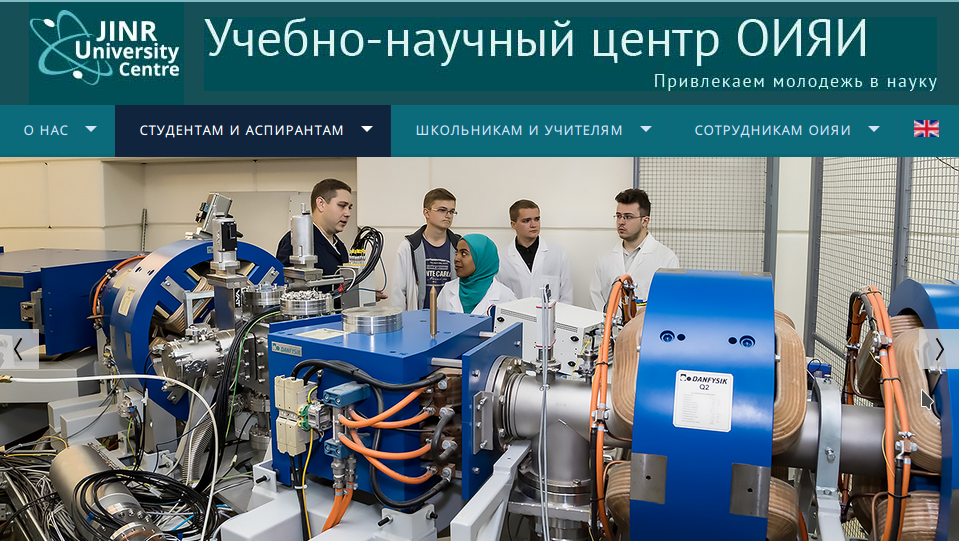 JINR
University
Centre
Учебно-научный центр ОИЯИ
Привлекаем молодежь в науку
О НАС
СТУДЕНТАМ И АСПИРАНТАМ
ШКОЛЬНИКАМ И УЧИТЕЛЯМ
СОТРУДНИКАМ ОИЯИ
DANFYSIK
DANFYSIK
Q2